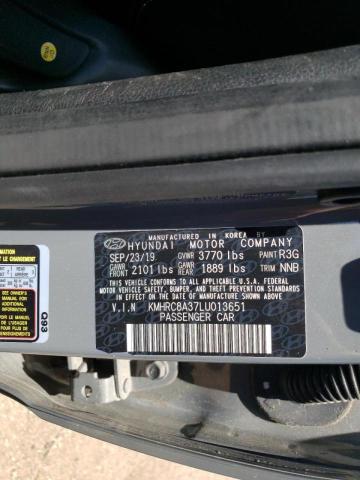 MANUFACTURED IN KOREA BY
HYUNDAI MOTOR COMPANY
SEP/23/19 GVWR 3770 lbs PAINT R3G
GAWR FRONT 2101 lbs GAWR REAR 1889 lbs TRIM NNB
THIS VEHICLE CONFORMS TO ALL APPLICABLE FEDERAL
MOTOR VEHICLE SAFETY, BUMPER, AND THEFT PREVENTION
STANDARDS IN EFFECT ON THE DATE OF MANUFACTURE
SHOWN ABOVE.
V.I.N KMHRC8A37LU013651
PASSENGER CAR
Q93